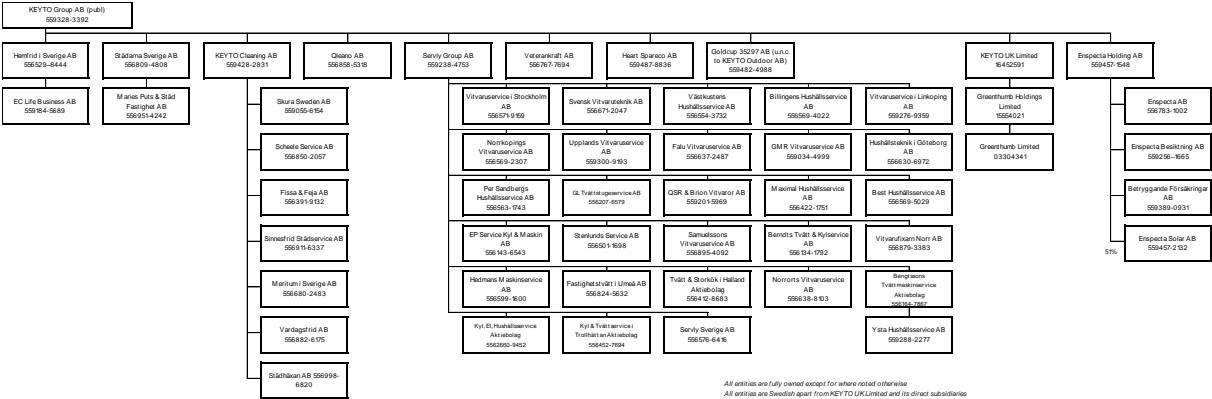 KEYTO Group AB (publ)
559328-3392
Hemfrid i Sverige AB
556529-8444
Städarna Sverige AB
556809-4808
KEYTO Cleaning AB
559428-2831
Qleano AB
556858-5318
Servly Group AB
559238-4753
Veterankraft AB
556767-7694
Heart Spareco AB
559487-8836
Goldcup 35297 AB (u.n.c.
to KEYTO Outdoor AB)
559482-4988
KEYTO UK Limited
16452591
Enspecta Holding AB
559457-1548
EC Life Business AB
559184-5689
Maries Puts & Städ
Fastighet AB
556951-4242
Skura Sweden AB
559055-6154
Vitvaruservice i Stockholm
AB
556571-9159
Svensk Vitvaruteknik AB
556671-2047
Västkustens
Hushållsservice AB
556554-3732
Billingens Hushållsservice
AB
556569-4022
Vitvaruservice i Linkoping
AB
559276-9359
Greenthumb Holdings
Limited
15554021
Enspecta AB
556783-1002
Scheele Service AB
556850-2057
Norrkopings
Vitvaruservice AB
556569-2307
Upplands Vitvaruservice
AB
559300-9193
Falu Vitvaruservice AB
556637-2487
GMR Vitvaruservice AB
559034-4999
Hushållsteknik i Göteborg
AB
556630-6972
Greenthumb Limited
03304341
Enspecta Besiktning AB
559256-1665
Fissa & Feja AB
556391-9132
Per Sandbergs
Hushållsservice AB
556563-1743
GL Tvättstugeservice AB
556207-6579
QSR & Brion Vitvaror AB
559201-5969
Maximal Hushållsservice
AB
556422-1751
Best Hushållsservice AB
556569-5029
Betryggande Försäkringar
AB
559389-0931
Sinnesfrid Städservice AB
556911-6337
EP Service Kyl & Maskin
AB
556143-6543
Stenlunds Service AB
556501-1698
Samuelssons
Vitvaruservice AB
556895-4092
Berndts Tvätt & Kylservice
AB
556134-1792
Vitvarufixarn Norr AB
556879-3383
51%
Enspecta Solar AB
559457-2132
Meritum i Sverige AB
556680-2483
Hedmans Maskinservice
AB
556599-1600
Fastighetstvätt i Umeå AB
556824-5632
Tvätt & Storkök i Halland
Aktiebolag
556412-8683
Norrorts Vitvaruservice
AB
556638-8103
Bengtssons
Tvättmaskinservice
Aktiebolag
556164-7867
Vardagsfrid AB
556882-6175
Kyl, El, Hushållsservice
Aktiebolag
5562660-9452
Kyl & Tvättservice i
Trollhättan Aktiebolag
556452-7694
Servly Sverige AB
556576-6416
Ysta Hushållsservice AB
559288-2277
Städhäxan AB 556998-
6820
All entities are fully owned except for where noted otherwise
All entities are Swedish apart from KEYTO UK Limited and its direct subsidiaries